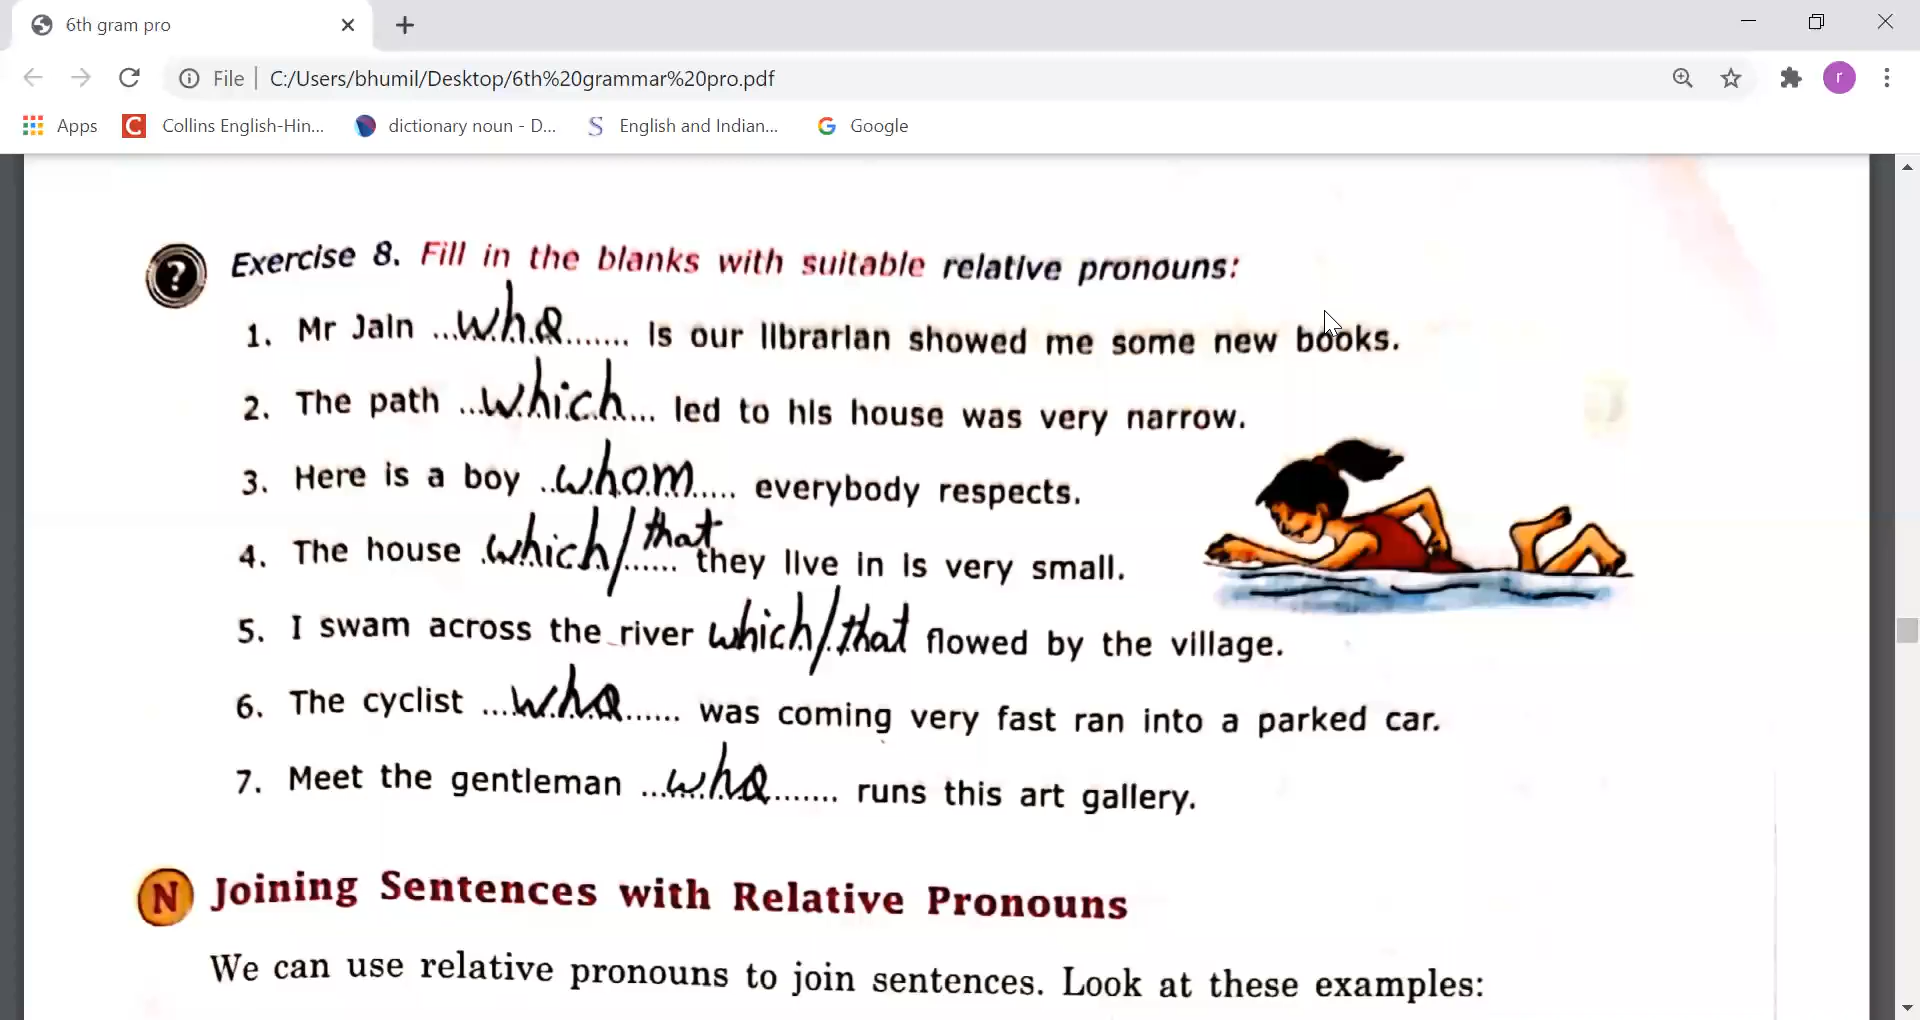 6th gram pro
File C:/Users/bhumil/Desktop/6th%20grammar%20pro.pdf
r
Apps Collins English-Hin... dictionary noun - D... English and Indian... Google
? Exercise 8. Fill in the blanks with suitable relative pronouns:
1. Mr Jain ...who....... is our librarian showed me some new books.
2. The path ...which.... led to his house was very narrow.
3. Here is a boy ..whom..... everybody respects.
4. The house .which/that...... they live in is very small.
5. I swam across the river which/that flowed by the village.
6. The cyclist ...who...... was coming very fast ran into a parked car.
7. Meet the gentleman ...who....... runs this art gallery.
N Joining Sentences with Relative Pronouns
We can use relative pronouns to join sentences. Look at these examples: